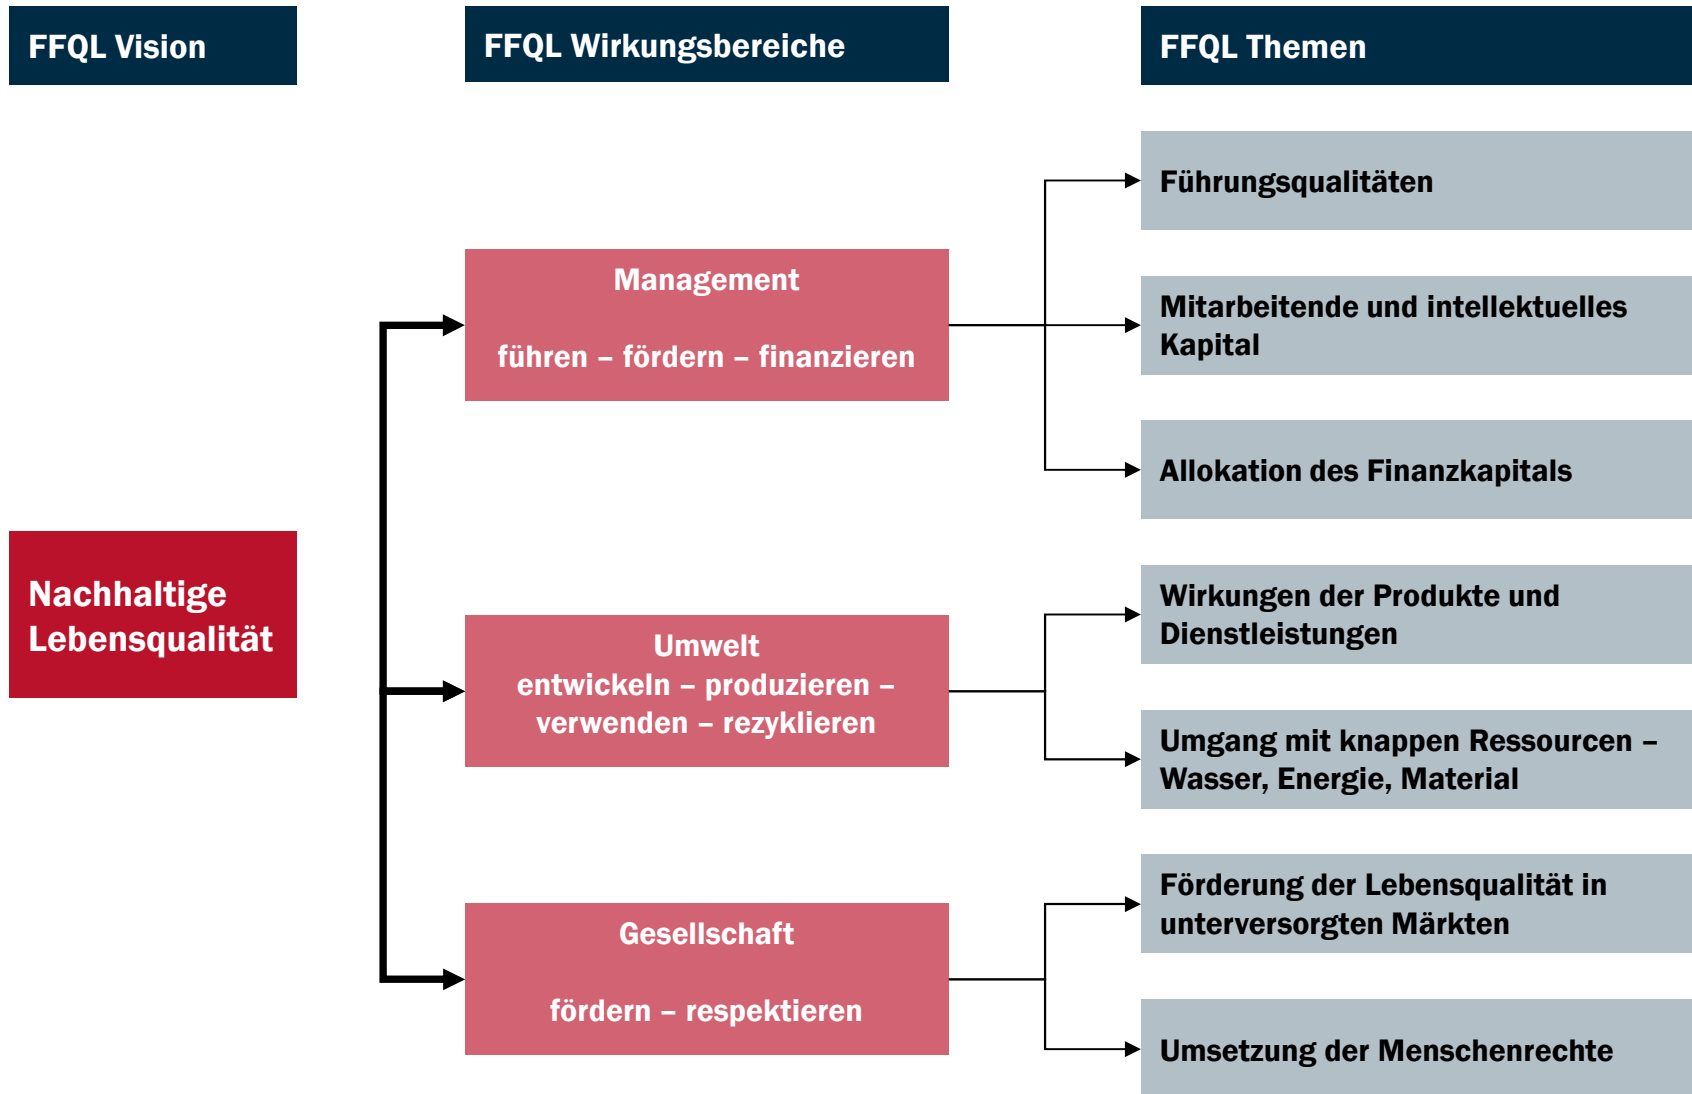 FFQL Vision
FFQL Wirkungsbereiche
FFQL Themen
Nachhaltige
Lebensqualität
Management
führen – fördern – finanzieren
Umwelt
entwickeln – produzieren –
verwenden – rezyklieren
Gesellschaft
fördern – respektieren
Führungsqualitäten
Mitarbeitende und intellektuelles
Kapital
Allokation des Finanzkapitals
Wirkungen der Produkte und
Dienstleistungen
Umgang mit knappen Ressourcen –
Wasser, Energie, Material
Förderung der Lebensqualität in
unterversorgten Märkten
Umsetzung der Menschenrechte